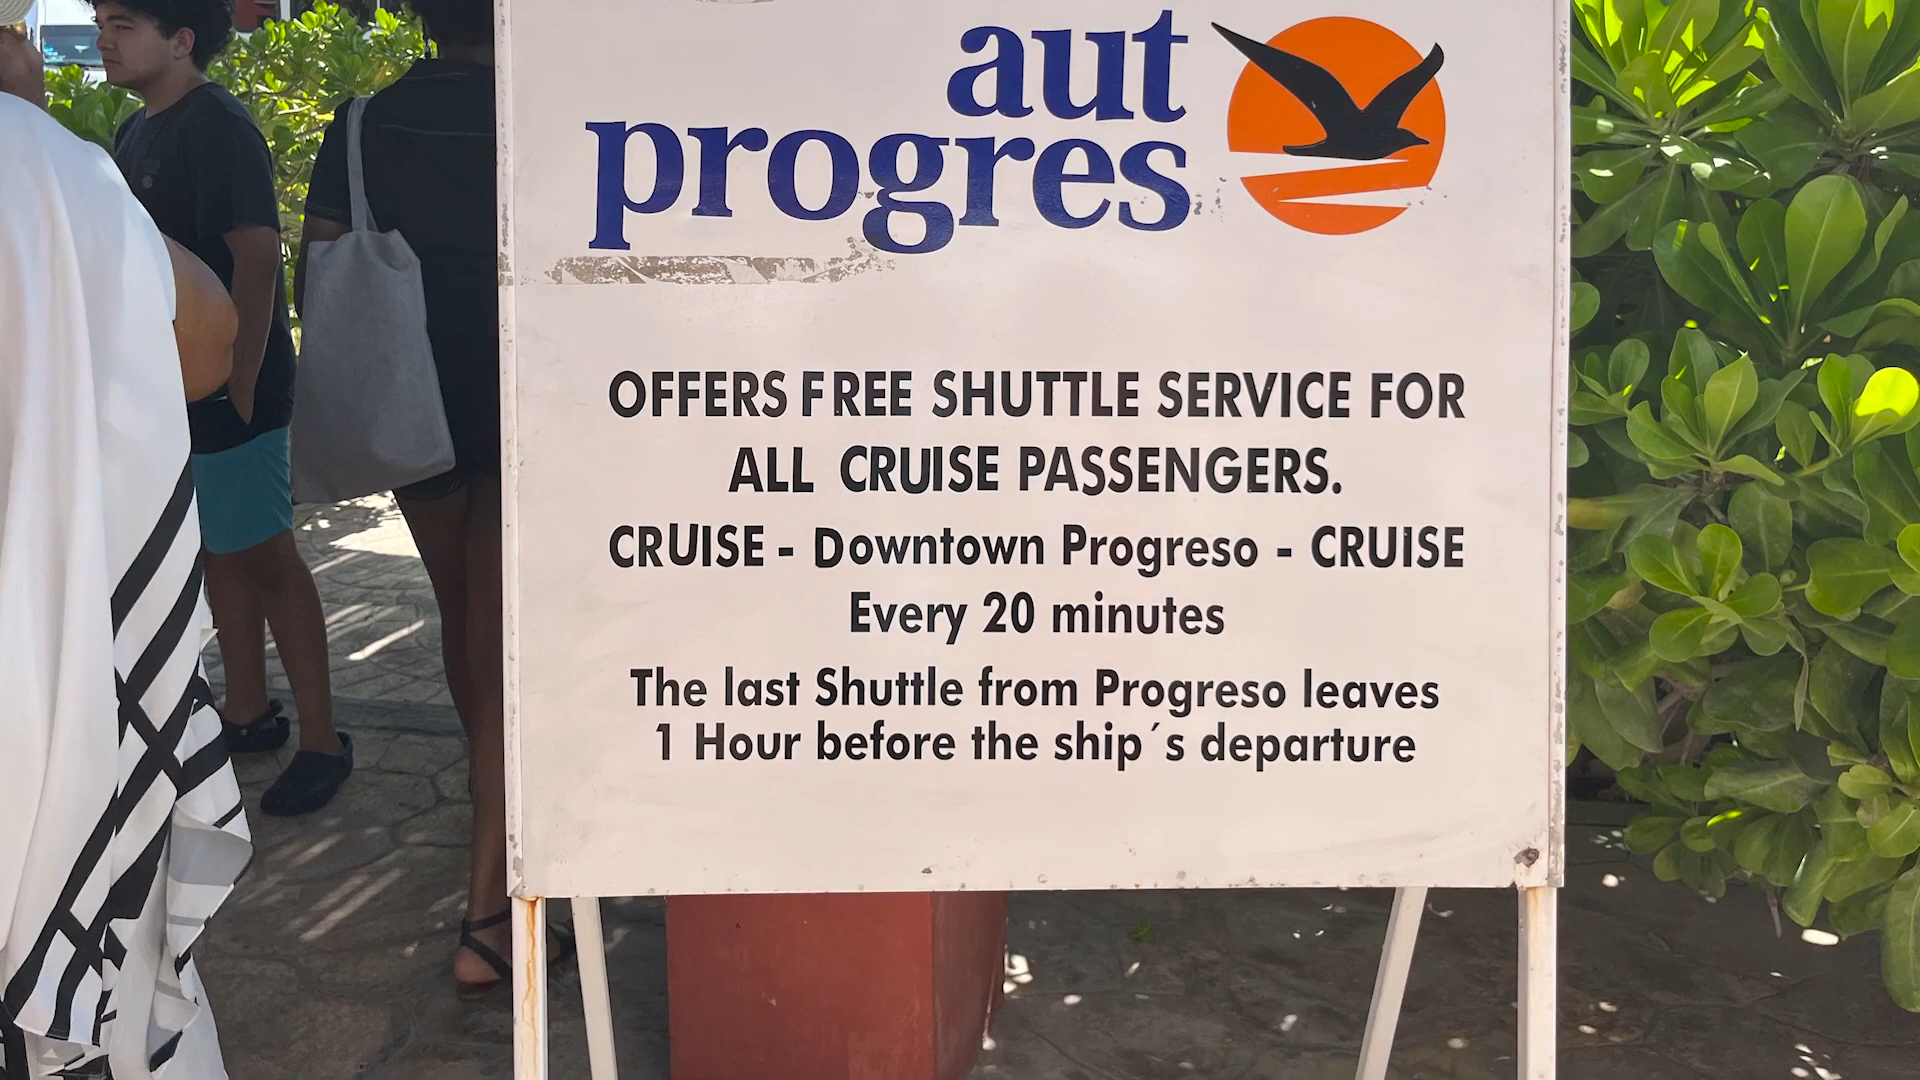 aut
progres
OFFERS FREE SHUTTLE SERVICE FOR
ALL CRUISE PASSENGERS.
CRUISE - Downtown Progreso - CRUISE
Every 20 minutes
The last Shuttle from Progreso leaves
1 Hour before the ship´s departure